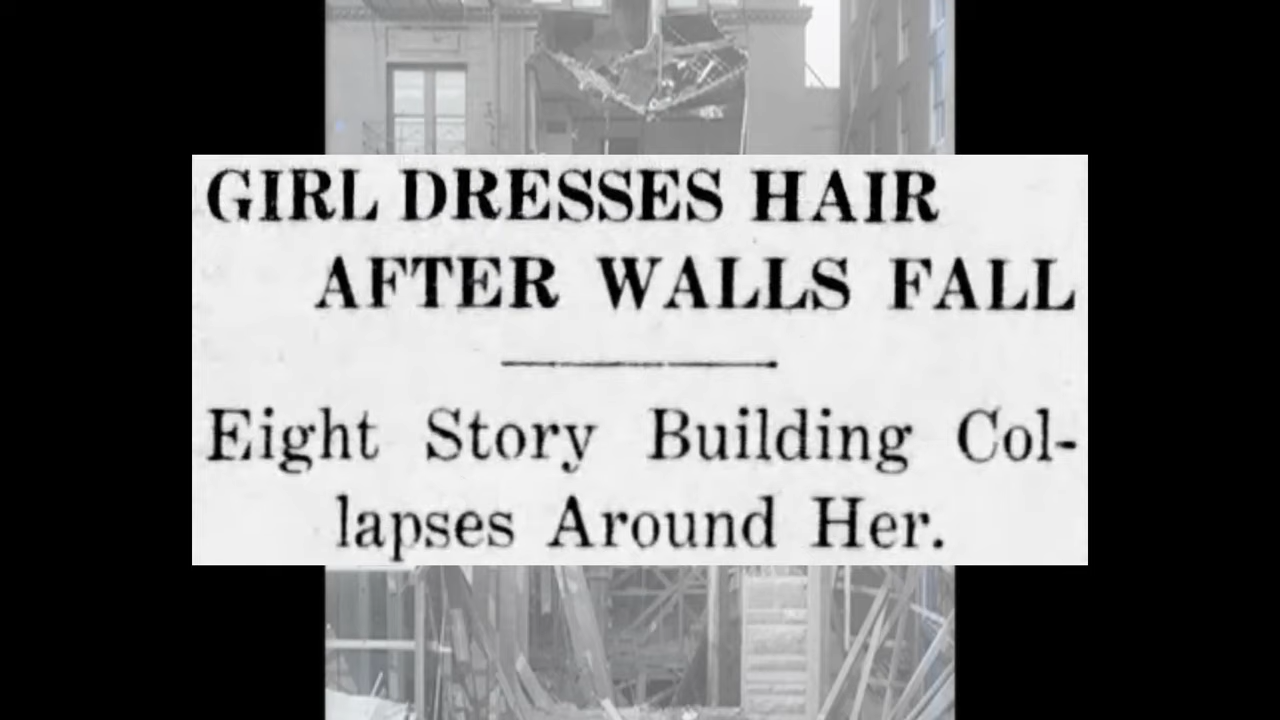 GIRL DRESSES HAIR
AFTER WALLS FALL
Eight Story Building Col-
lapses Around Her.